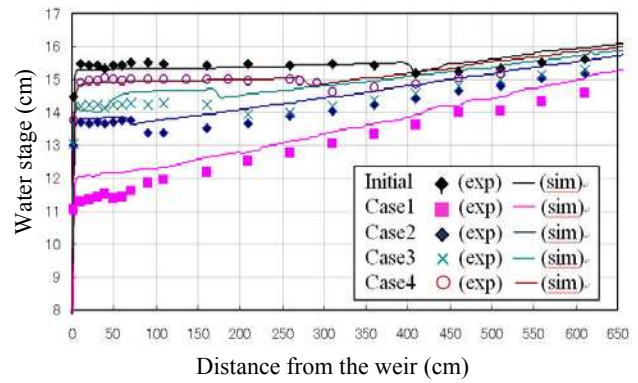 17
16
15
14
13
12
11
10
9
8
Water stage (cm)
0 50 100 150 200 250 300 350 400 450 500 550 600 650
Distance from the weir (cm)
Initial (exp) (sim)
Case1 (exp) (sim)
Case2 (exp) (sim)
Case3 (exp) (sim)
Case4 (exp) (sim)